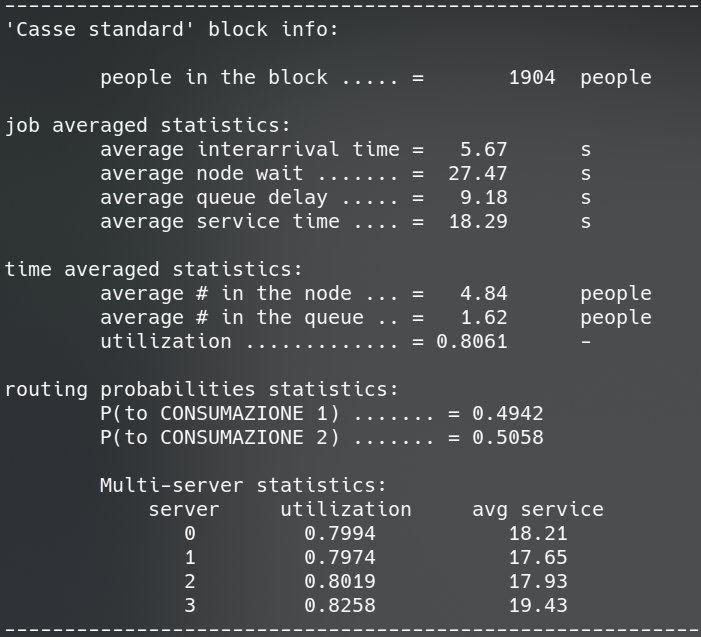 --------------------------------------------------------------
'Casse standard' block info:
people in the block ..... = 1904 people
job averaged statistics:
average interarrival time = 5.67 s
average node wait ....... = 27.47 s
average queue delay ..... = 9.18 s
average service time .... = 18.29 s
time averaged statistics:
average # in the node ... = 4.84 people
average # in the queue .. = 1.62 people
utilization ............. = 0.8061 -
routing probabilities statistics:
P(to CONSUMAZIONE 1) ....... = 0.4942
P(to CONSUMAZIONE 2) ....... = 0.5058
Multi-server statistics:
server utilization avg service
0 0.7994 18.21
1 0.7974 17.65
2 0.8019 17.93
3 0.8258 19.43
--------------------------------------------------------------